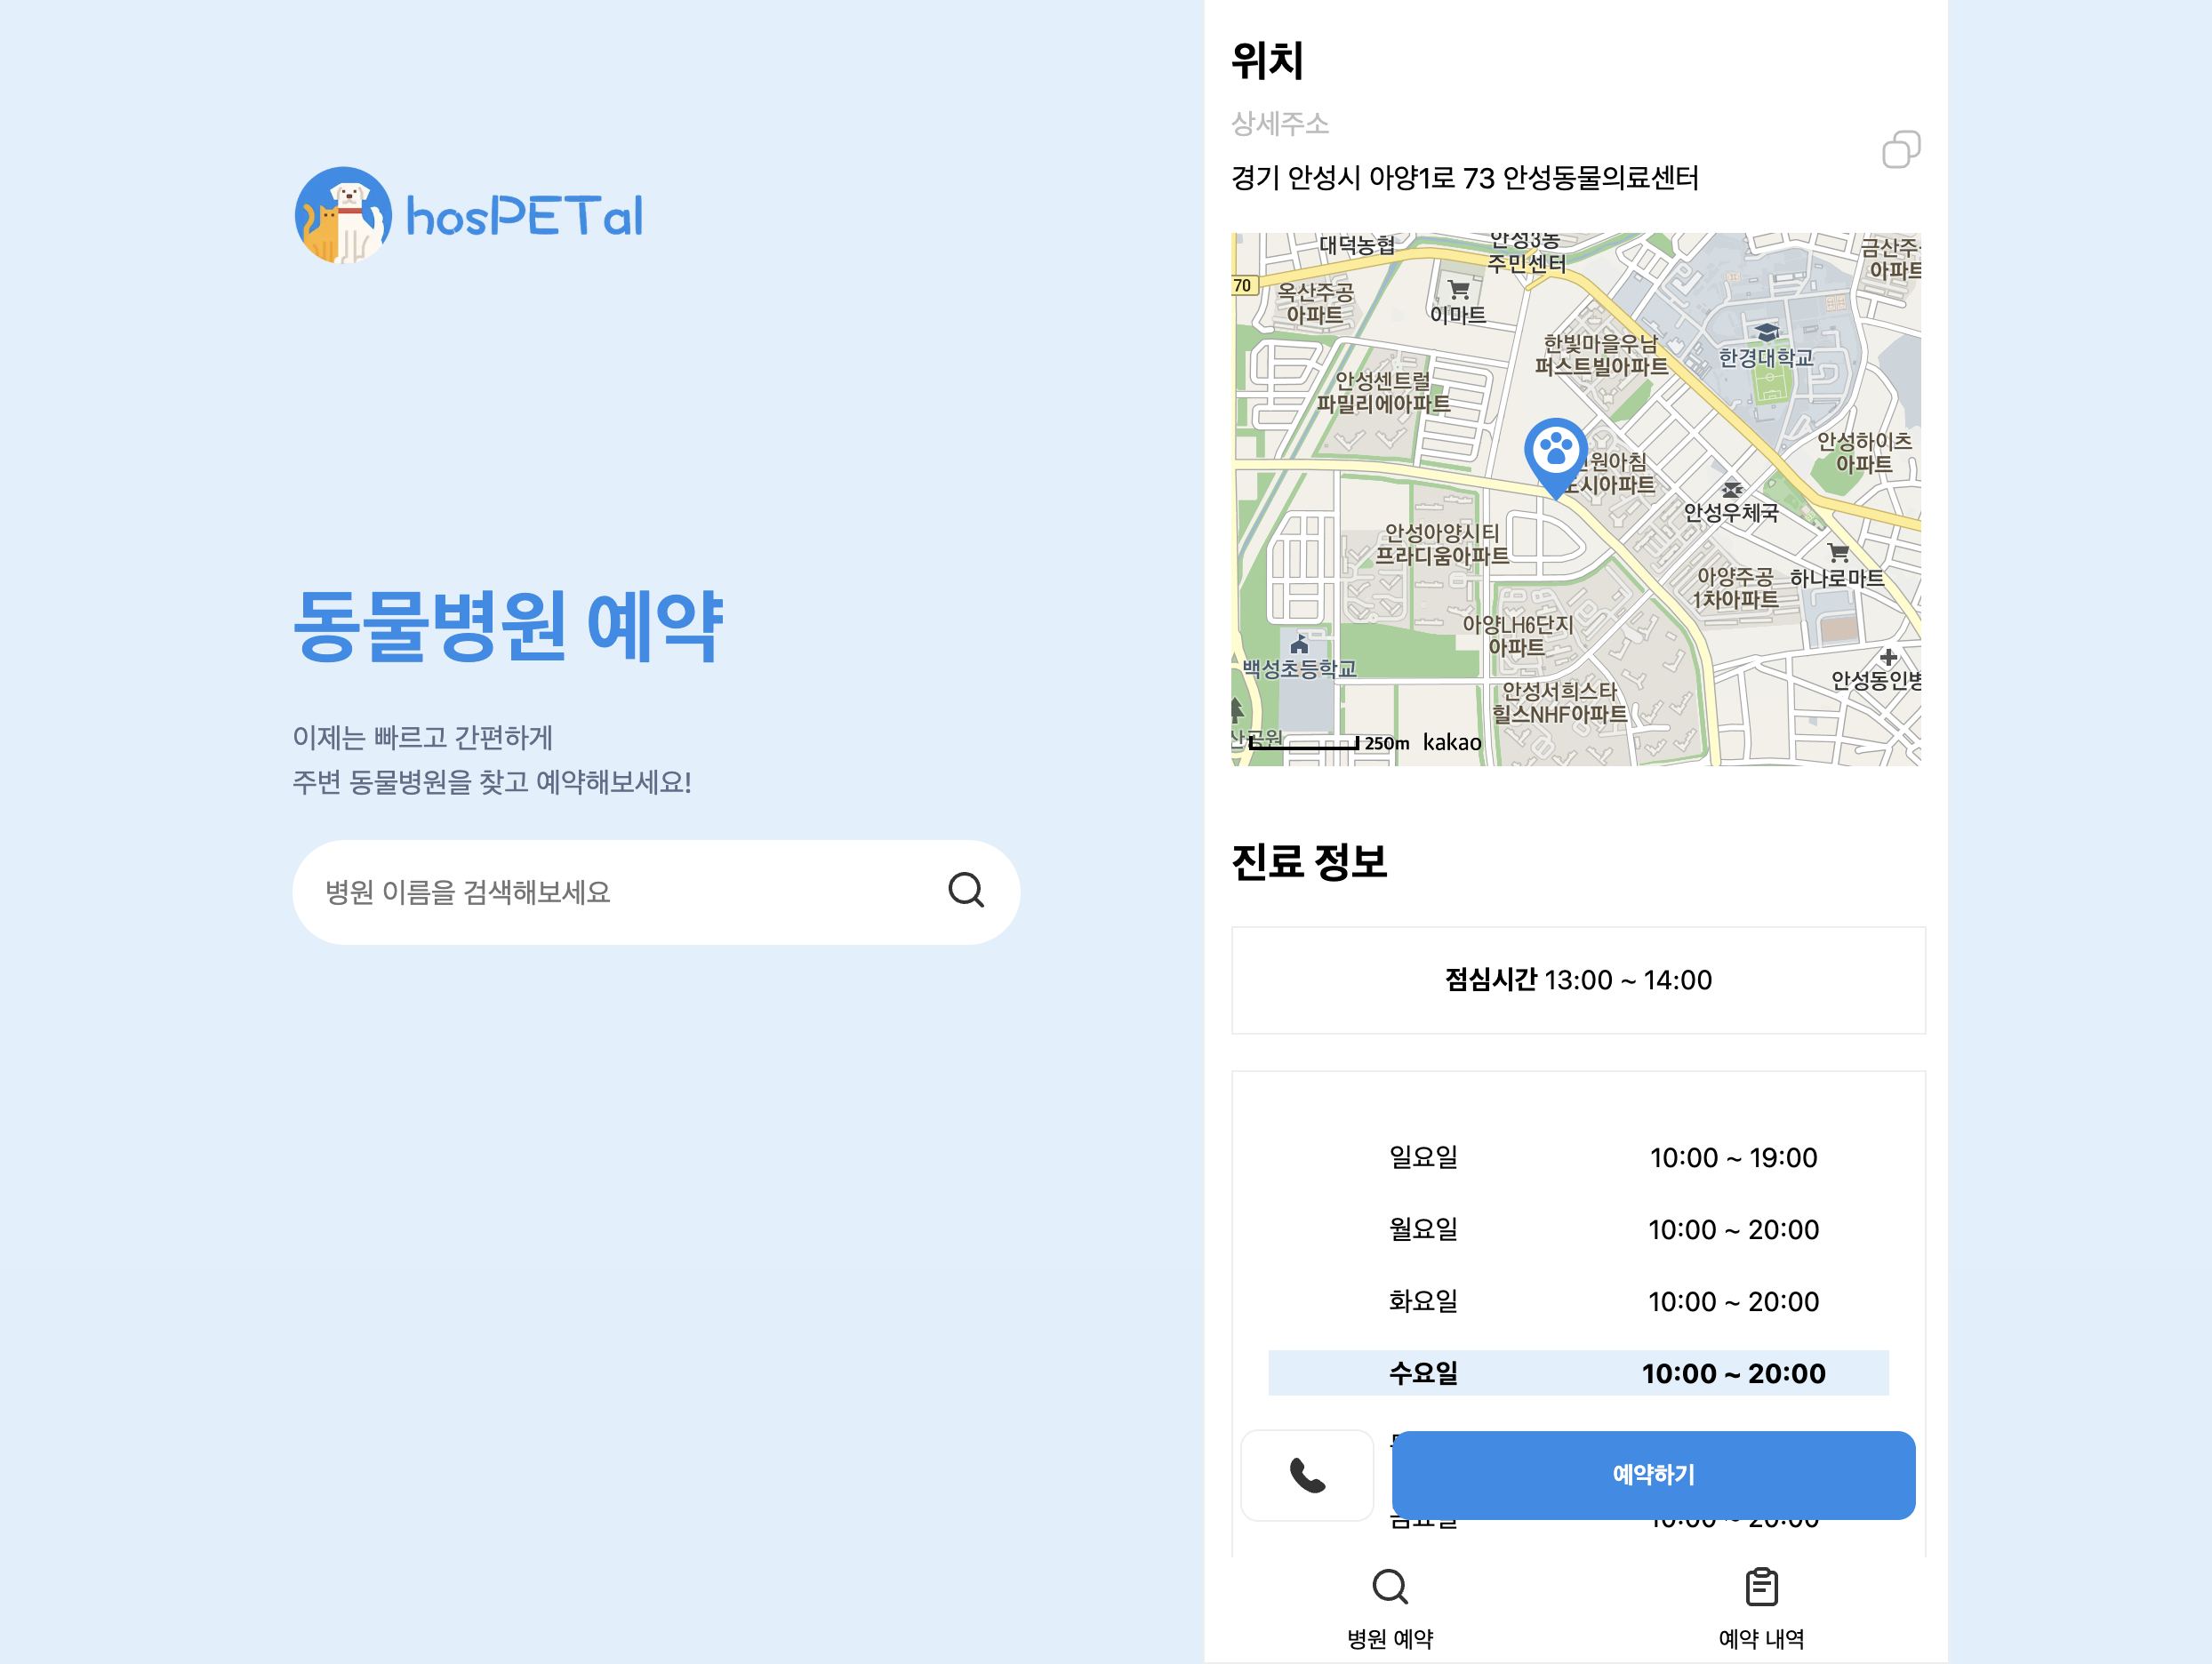 hosPETal
동물병원 예약
이제는 빠르고 간편하게
주변 동물병원을 찾고 예약해보세요!
병원 이름을 검색해보세요
위치
상세주소
경기 안성시 아양1로 73 안성동물의료센터
대덕농협
안성3동
주민센터
금산주
아파트
70
옥산주공
아파트
이마트
한빛마을우남
퍼스트빌아파트
한경대학교
안성센트럴
파밀리에아파트
안성하이츠
아파트
원아침
도시아파트
안성우체국
안성아양시티
프라디움아파트
하나로마트
아양주공
1차아파트
아양LH6단지
아파트
백성초등학교
안성동인병
안성서희스타
힐스NHF아파트
산공원
250m kakao
진료 정보
점심시간 13:00 ~ 14:00
일요일 10:00 ~ 19:00
월요일 10:00 ~ 20:00
화요일 10:00 ~ 20:00
수요일 10:00 ~ 20:00
예약하기
금요일 10:00 ~ 20:00
병원 예약
예약 내역